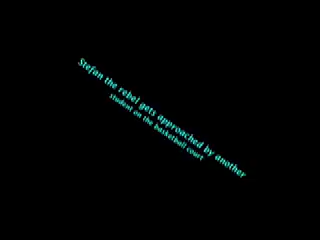 Stefan the rebel gets approached by another
student on the basketball court